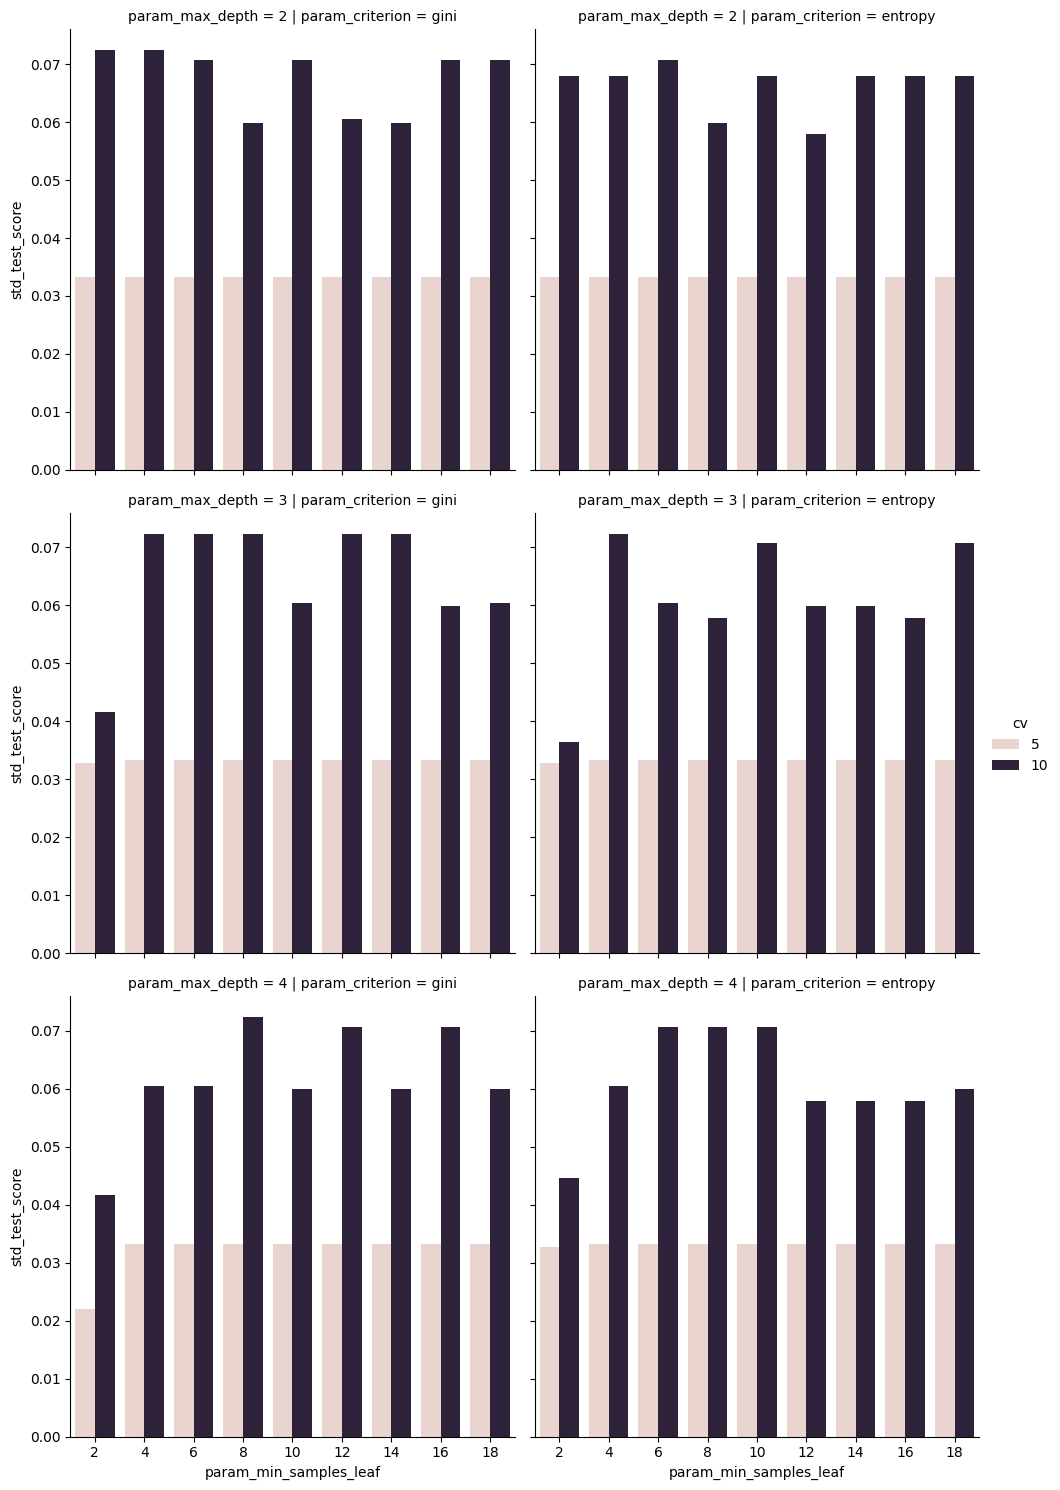 param_max_depth = 2 | param_criterion = gini
param_max_depth = 2 | param_criterion = entropy
0.07
0.06
0.05
0.04
0.03
0.02
0.01
0.00
std_test_score
param_max_depth = 3 | param_criterion = gini
param_max_depth = 3 | param_criterion = entropy
0.07
0.06
0.05
0.04
0.03
0.02
0.01
0.00
std_test_score
cv
5
10
param_max_depth = 4 | param_criterion = gini
param_max_depth = 4 | param_criterion = entropy
0.07
0.06
0.05
0.04
0.03
0.02
0.01
0.00
std_test_score
2 4 6 8 10 12 14 16 18
2 4 6 8 10 12 14 16 18
param_min_samples_leaf
param_min_samples_leaf